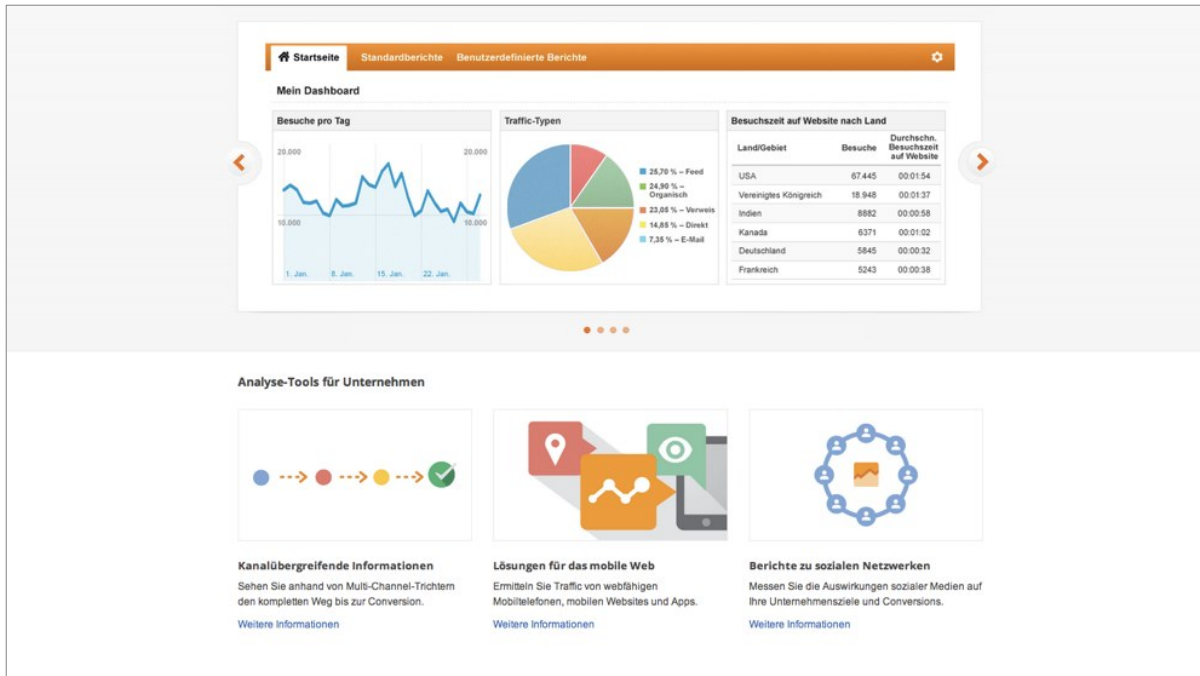 Startseite
Standardberichte
Benutzerdefinierte Berichte
Mein Dashboard
Besuche pro Tag
20.000
20.000
10.000
10.000
1. Jan.
8. Jan.
15. Jan.
22. Jan.
Traffic-Typen
25,70 % – Feed
24,90 % –
Organisch
23,05 % – Verweis
14,85 % – Direkt
7,35 % – E-Mail
Besuchszeit auf Website nach Land
Land/Gebiet
Besuche
Durchschn.
Besuchszeit
auf Website
USA 67.445 00:01:54
Vereinigtes Königreich 18.948 00:01:37
Indien 8882 00:00:58
Kanada 6371 00:01:02
Deutschland 5845 00:00:32
Frankreich 5243 00:00:38
Analyse-Tools für Unternehmen
Kanalübergreifende Informationen
Sehen Sie anhand von Multi-Channel-Trichtern
den kompletten Weg bis zur Conversion.
Weitere Informationen
Lösungen für das mobile Web
Ermitteln Sie Traffic von webfähigen
Mobiltelefonen, mobilen Websites und Apps.
Weitere Informationen
Berichte zu sozialen Netzwerken
Messen Sie die Auswirkungen sozialer Medien auf
Ihre Unternehmensziele und Conversions.
Weitere Informationen